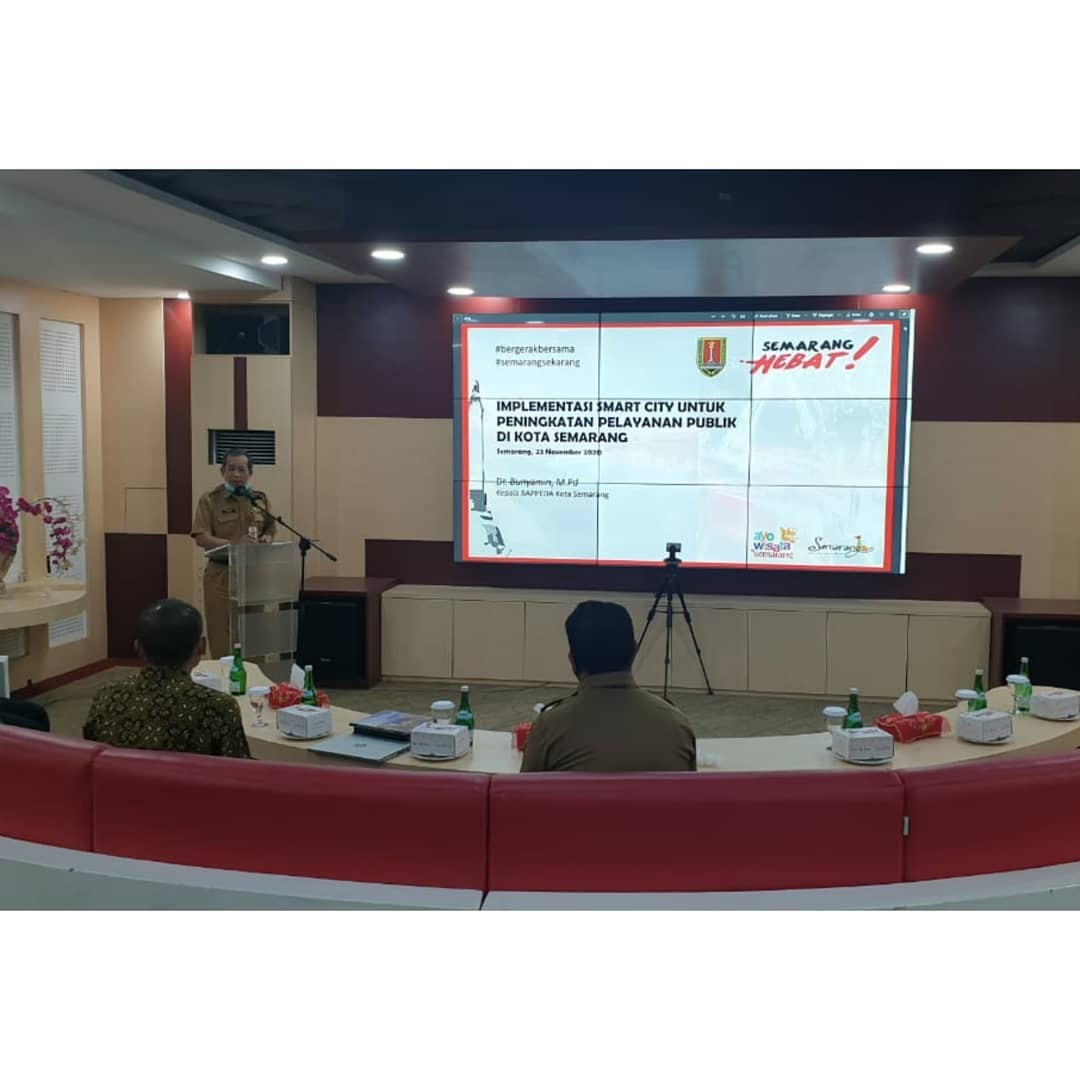 #bergerakbersama
#semarangsekarang
SEMARANG
HEBAT!
IMPLEMENTASI SMART CITY UNTUK
PENINGKATAN PELAYANAN PUBLIK
DI KOTA SEMARANG
Semarang, 23 November 2020
Dr. Bunyamin, M.Pd
Kepala BAPPEDA Kota Semarang
ayo
wisata
semarang
Semarang